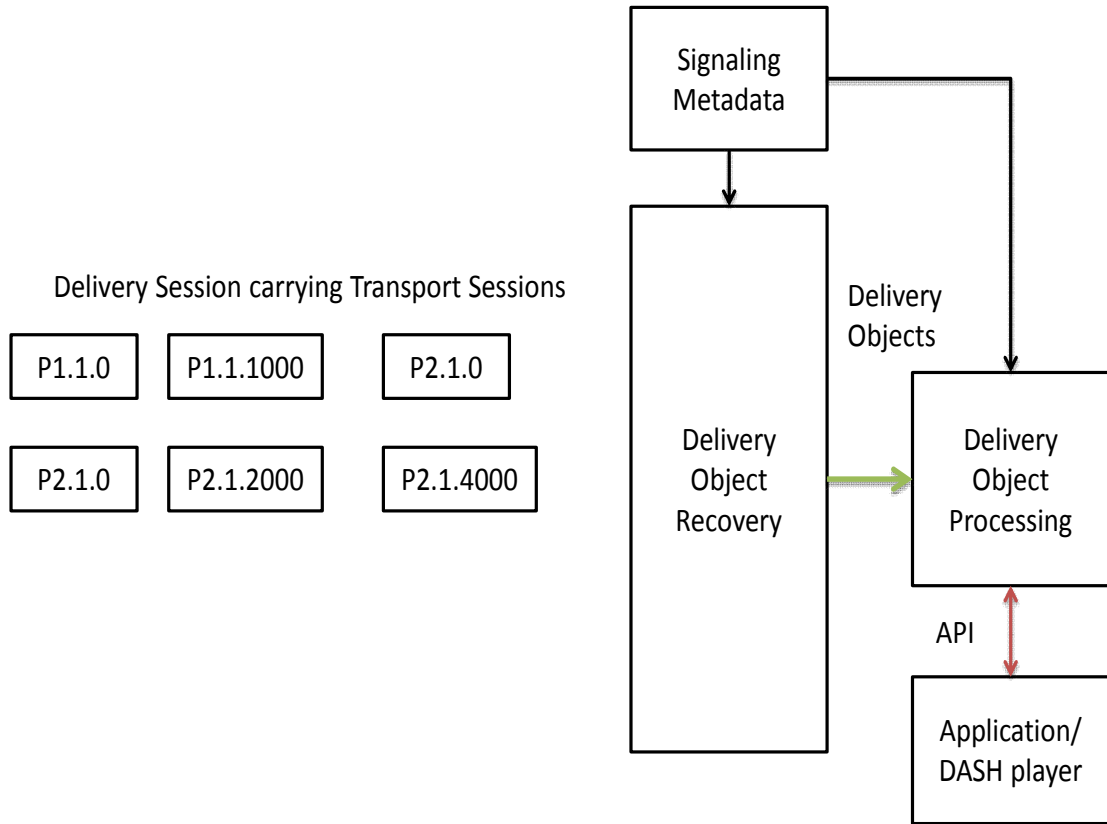 Signaling
Metadata
Delivery Session carrying Transport Sessions
P1.1.0
P1.1.1000
P2.1.0
P2.1.0
P2.1.2000
P2.1.4000
Delivery
Objects
Delivery
Object
Recovery
Delivery
Object
Processing
API
Application/
DASH player